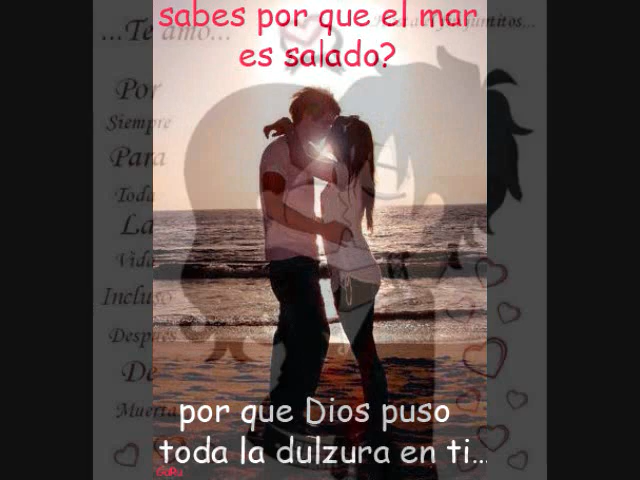 sabes por que el mar
es salado?
...Te amo...
Por
Siempre
Para
Toda
La
Vida
Incluso
Después
De
Muerta
por que Dios puso
toda la dulzura en ti...